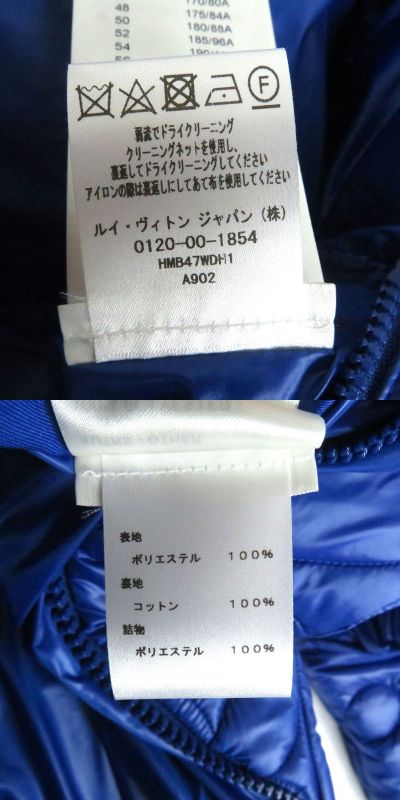 48 170/80A
50 175/84A
52 180/88A
54 185/96A
F
弱流でドライクリーニング
クリーニングネットを使用し、
裏返してドライクリーニングしてください
アイロンの際は裏返しにしてあて布を使用してください
ルイ・ヴィトン ジャパン (株)
0120-00-1854
HMB47WDH1
A902
表地
ポリエステル 100%
裏地
コットン 100%
詰物
ポリエステル 100%